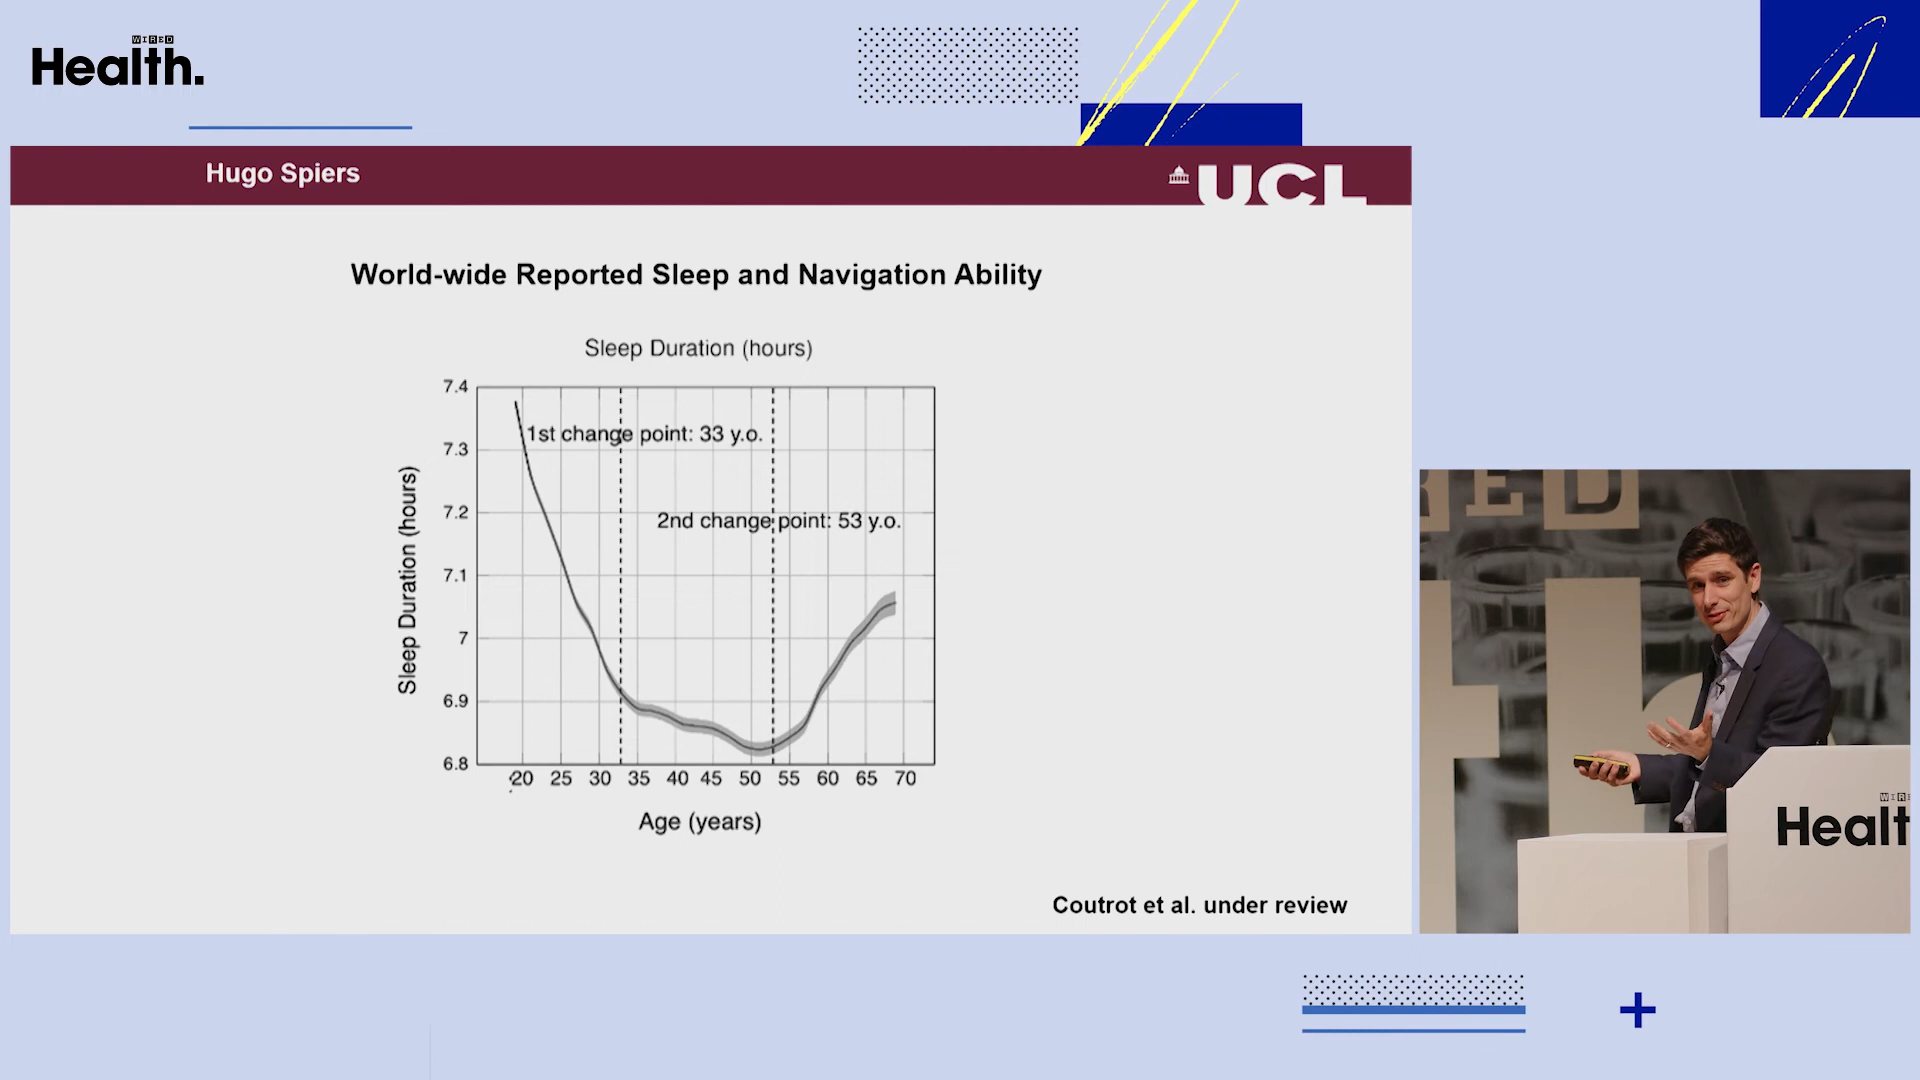 WIRED
Health.
Hugo Spiers
UCL
World-wide Reported Sleep and Navigation Ability
Sleep Duration (hours)
7.4
1st change point: 33 y.o.
7.3
7.2
2nd change point: 53 y.o.
7.1
7
6.9
6.8
Sleep Duration (hours)
20 25 30 35 40 45 50 55 60 65 70
Age (years)
Coutrot et al. under review
RED
WIRE
Healt